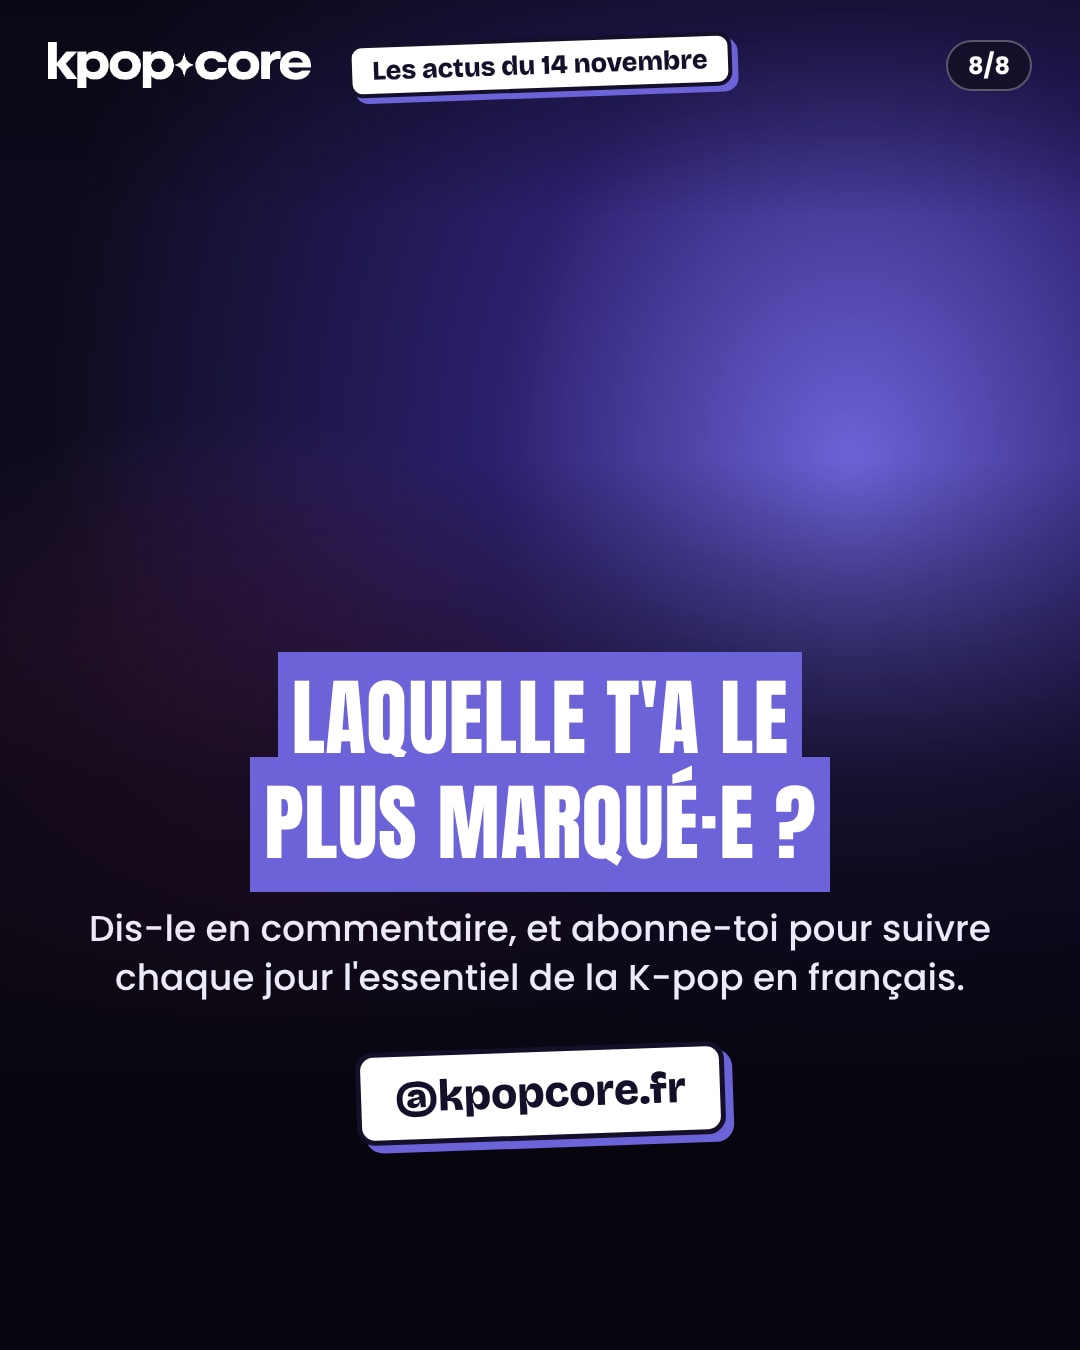 kpop✦core
Les actus du 14 novembre
8/8
LAQUELLE T'A LE
PLUS MARQUÉ·E ?
Dis-le en commentaire, et abonne-toi pour suivre
chaque jour l'essentiel de la K-pop en français.
@kpopcore.fr